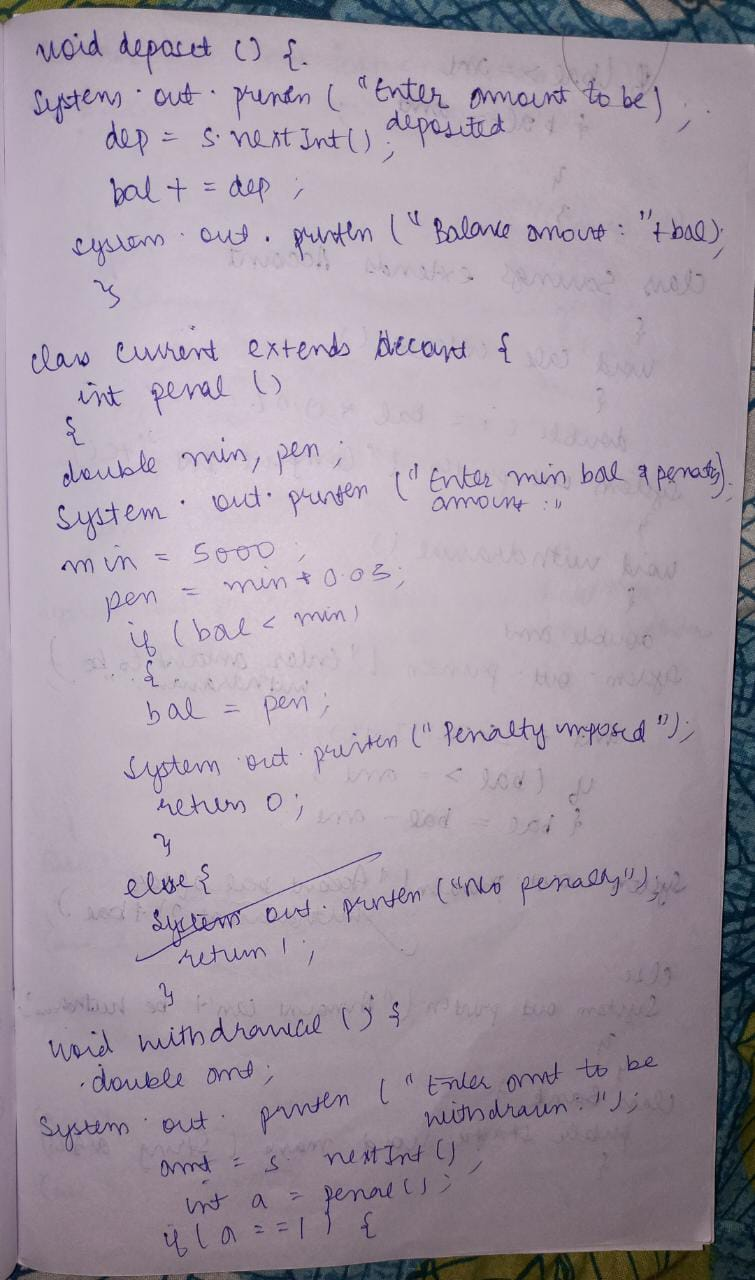 void deposit () {.
System . out . println ( "Enter amount to be) ;
deposited
dep = s. next Int() ;
bal + = dep ;
system . out . println (" Balance amount : "+bal);
}
class Current extends Account {
int penal ()
{
double min, pen ;
System . out . println (" Enter min bal & penalty).
amount : "
min = 5000 ;
pen = min * 0.03;
if (bal < min)
{
bal = pen ;
System out . println (" Penalty imposed ");
return 0 ;
}
else {
System out . println ("No penalty");
return 1 ;
}
void withdrawal () {
double amt ;
System out . println ( " Enter amt to be
withdrawn : ") ;
amt = s. next Int () ;
int a = penal () ;
if ( a = = 1 ) {